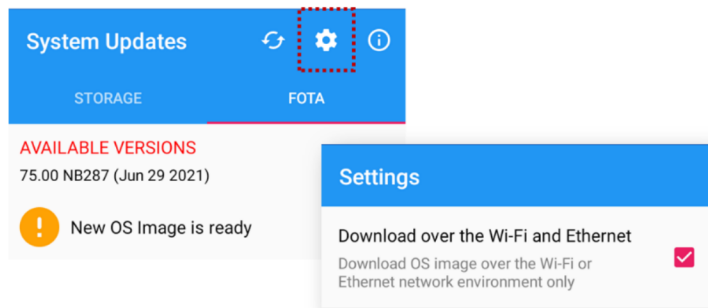 System Updates
STORAGE
FOTA
AVAILABLE VERSIONS
75.00 NB287 (Jun 29 2021)
New OS Image is ready
Settings
Download over the Wi-Fi and Ethernet
Download OS image over the Wi-Fi or
Ethernet network environment only